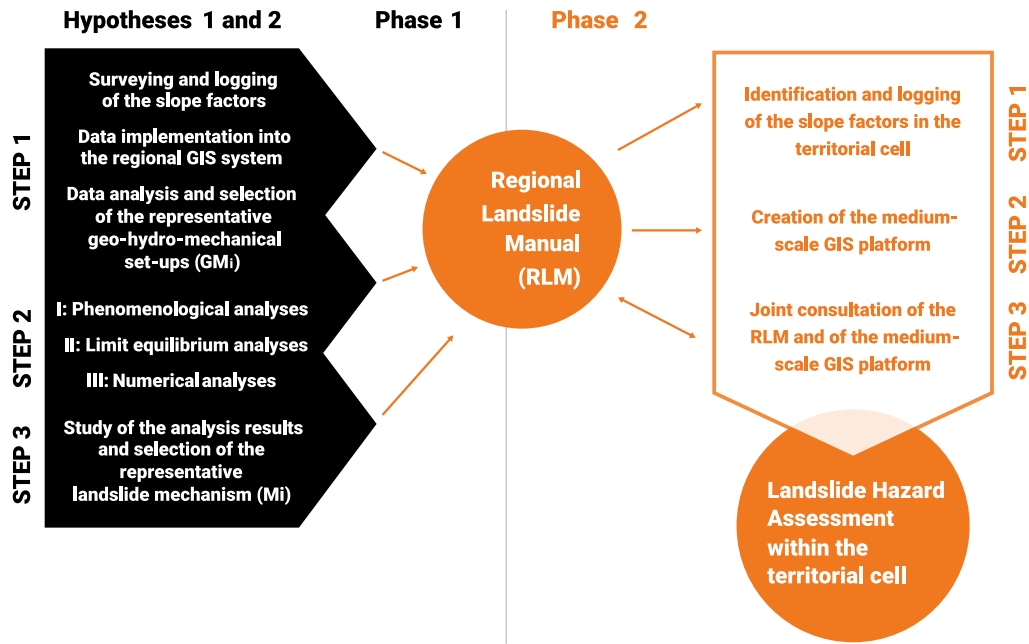 Hypotheses 1 and 2
Phase 1
Phase 2
STEP 1
Surveying and logging
of the slope factors
Data implementation into
the regional GIS system
Data analysis and selection
of the representative
geo-hydro-mechanical
set-ups (GMi)
STEP 2
I: Phenomenological analyses
II: Limit equilibrium analyses
III: Numerical analyses
STEP 3
Study of the analysis results
and selection of the
representative
landslide mechanism (Mi)
Regional
Landslide
Manual
(RLM)
Identification and logging
of the slope factors in the
territorial cell
STEP 1
Creation of the medium-
scale GIS platform
STEP 2
Joint consultation of the
RLM and of the medium-
scale GIS platform
STEP 3
Landslide Hazard
Assessment
within the
territorial cell